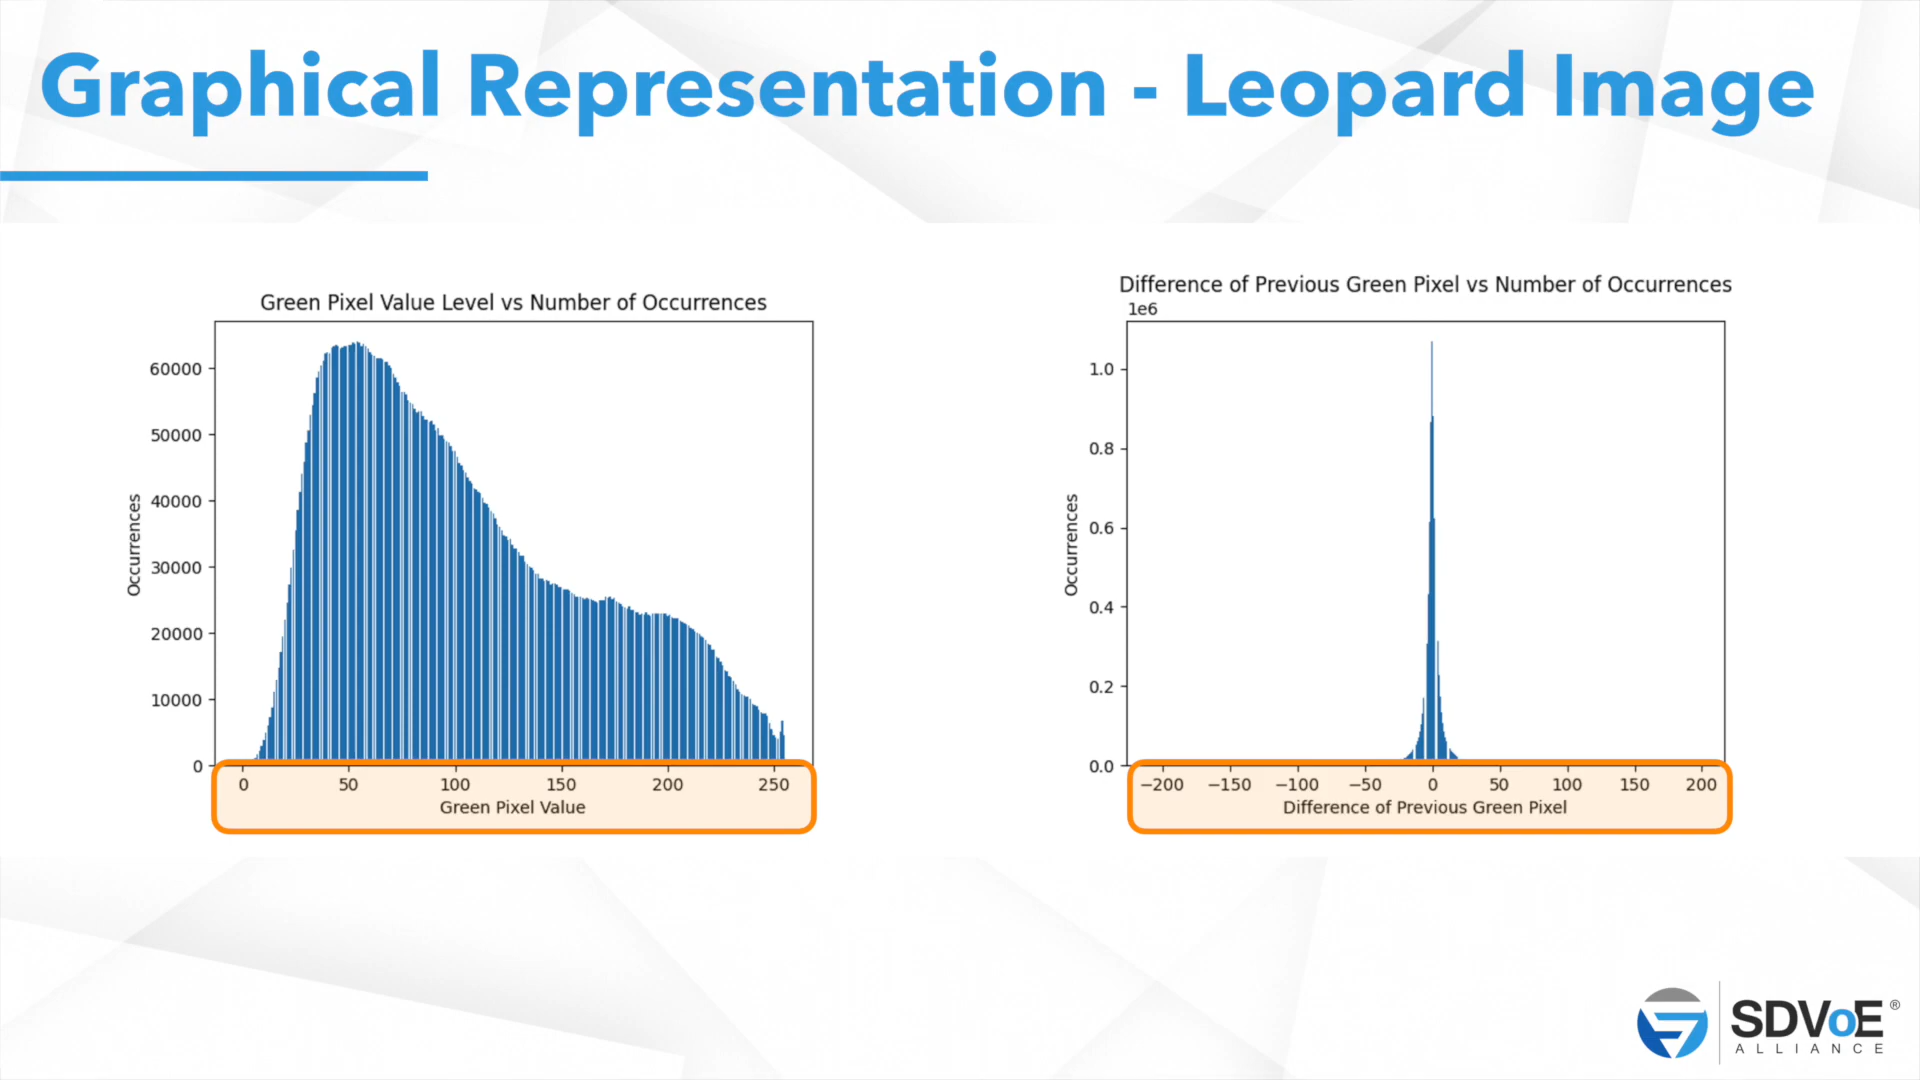 Graphical Representation - Leopard Image
Green Pixel Value Level vs Number of Occurrences
Occurrences
60000
50000
40000
30000
20000
10000
0
0 50 100 150 200 250
Green Pixel Value
Difference of Previous Green Pixel vs Number of Occurrences
1e6
Occurrences
1.0
0.8
0.6
0.4
0.2
0.0
−200 −150 −100 −50 0 50 100 150 200
Difference of Previous Green Pixel
SDVoE ®
ALLIANCE